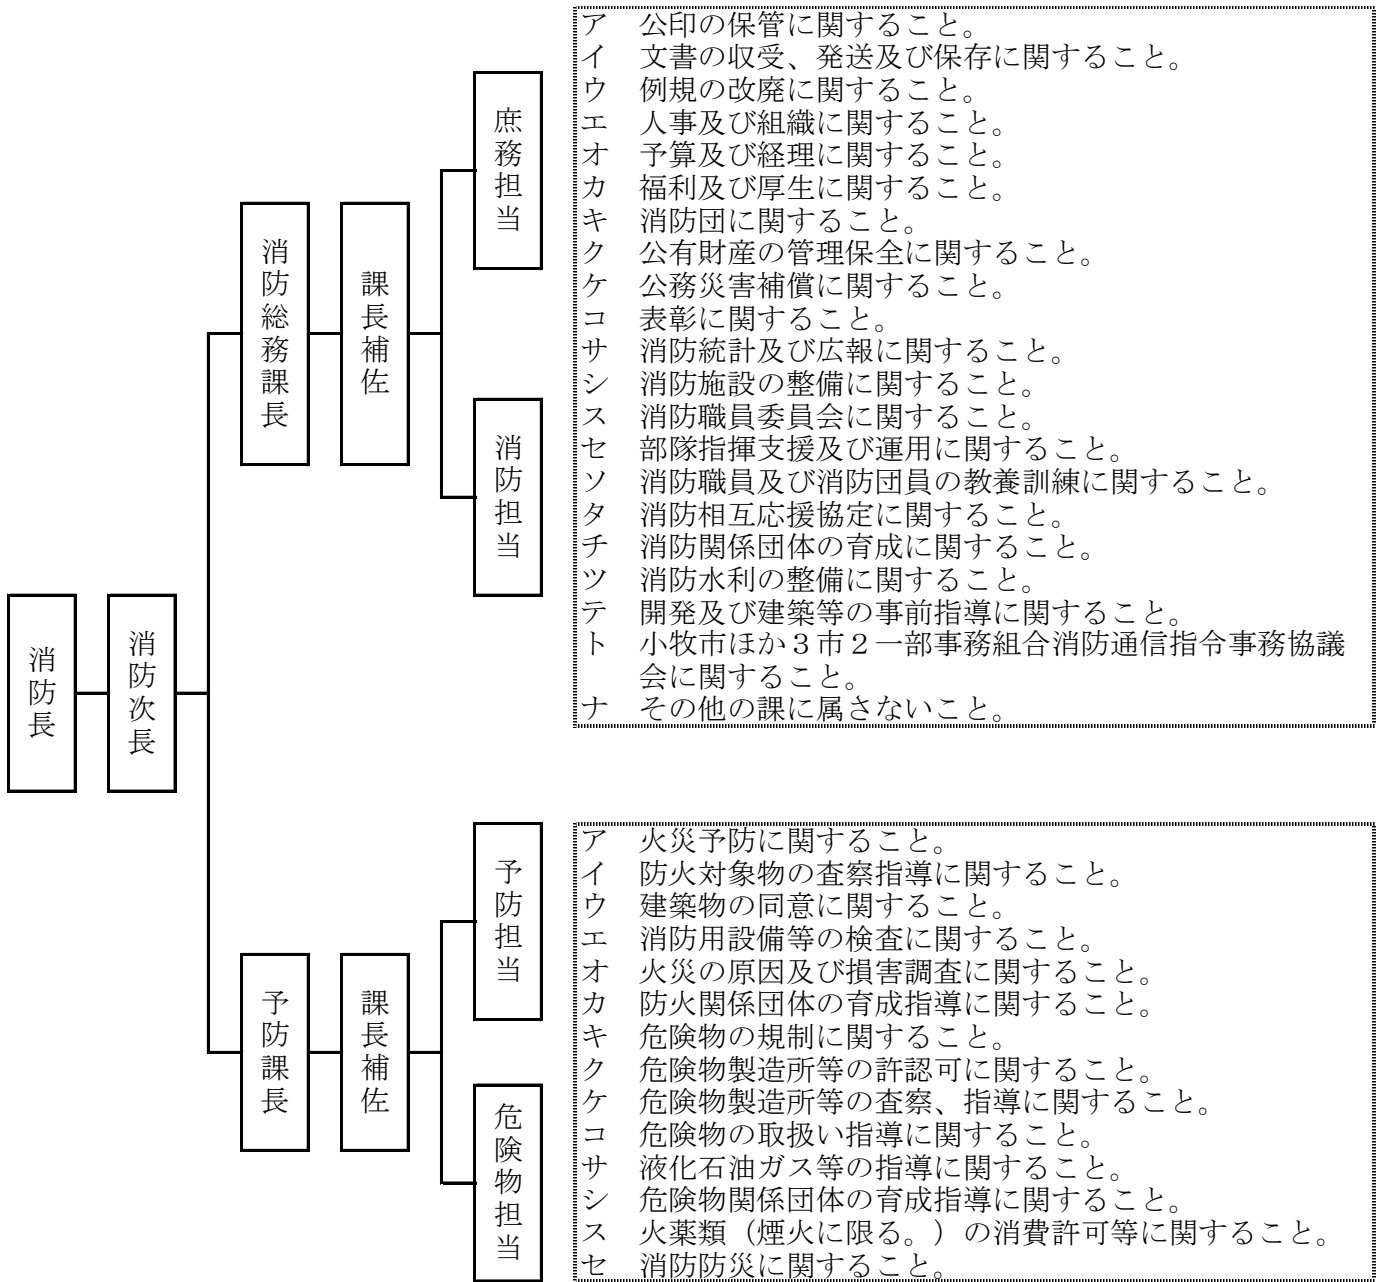 消防長
消防次長
消防総務課長
課長補佐
庶務担当
消防担当
ア　公印の保管に関すること。
イ　文書の収受、発送及び保存に関すること。
ウ　例規の改廃に関すること。
エ　人事及び組織に関すること。
オ　予算及び経理に関すること。
カ　福利及び厚生に関すること。
キ　消防団に関すること。
ク　公有財産の管理保全に関すること。
ケ　公務災害補償に関すること。
コ　表彰に関すること。
サ　消防統計及び広報に関すること。
シ　消防施設の整備に関すること。
ス　消防職員委員会に関すること。
セ　部隊指揮支援及び運用に関すること。
ソ　消防職員及び消防団員の教養訓練に関すること。
タ　消防相互応援協定に関すること。
チ　消防関係団体の育成に関すること。
ツ　消防水利の整備に関すること。
テ　開発及び建築等の事前指導に関すること。
ト　小牧市ほか３市２一部事務組合消防通信指令事務協議
会に関すること。
ナ　その他の課に属さないこと。
予防課長
課長補佐
予防担当
危険物担当
ア　火災予防に関すること。
イ　防火対象物の査察指導に関すること。
ウ　建築物の同意に関すること。
エ　消防用設備等の検査に関すること。
オ　火災の原因及び損害調査に関すること。
カ　防火関係団体の育成指導に関すること。
キ　危険物の規制に関すること。
ク　危険物製造所等の許認可に関すること。
ケ　危険物製造所等の査察、指導に関すること。
コ　危険物の取扱い指導に関すること。
サ　液化石油ガス等の指導に関すること。
シ　危険物関係団体の育成指導に関すること。
ス　火薬類（煙火に限る。）の消費許可等に関すること。
セ　消防防災に関すること。